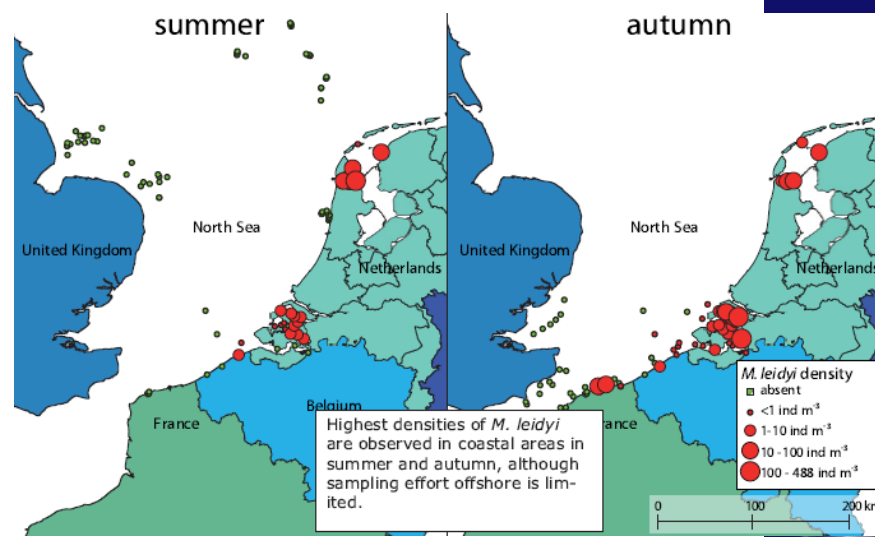 summer
autumn
North Sea
United Kingdom
Netherlands
Belgium
France
North Sea
United Kingdom
Netherlands
rance
M. leidyi density
absent
<1 ind m⁻³
1-10 ind m⁻³
10 -100 ind m⁻³
100 - 488 ind m⁻³
Highest densities of M. leidyi
are observed in coastal areas in
summer and autumn, although
sampling effort offshore is lim-
ited.
0 100 200 km